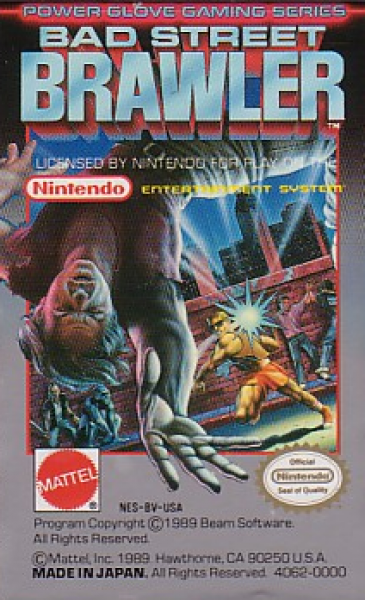 POWER GLOVE GAMING SERIES
BAD STREET
BRAWLER™
LICENSED BY NINTENDO FOR PLAY ON THE
Nintendo ENTERTAINMENT SYSTEM®
MATTEL
®
Official
Nintendo
Seal of Quality
NES-BV-USA
Program Copyright ©1989 Beam Software.
All Rights Reserved.
©Mattel, Inc. 1989. Hawthorne, CA 90250 U.S.A.
MADE IN JAPAN. All Rights Reserved. 4062-0000